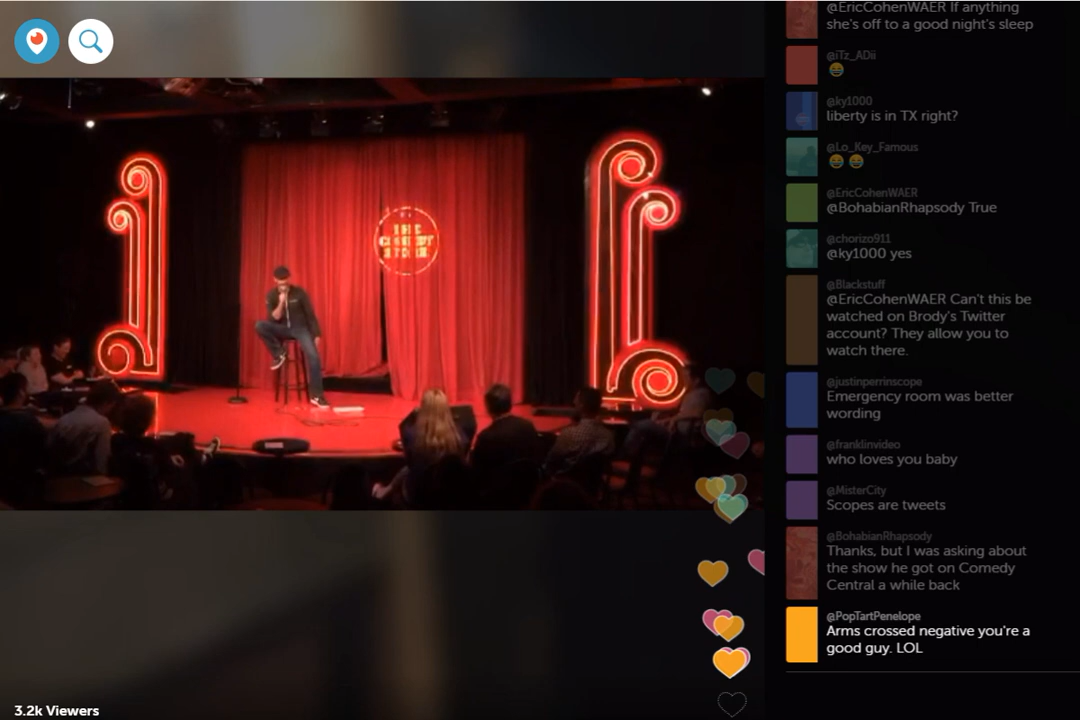 THE
COMEDY
STORE
3.2k Viewers
@EricCohenWAER If anything
she's off to a good night's sleep
@iTz_ADii
😂
@ky1000
liberty is in TX right?
@Lo_Key_Famous
😂 😂
@EricCohenWAER
@BohabianRhapsody True
@chorizo911
@ky1000 yes
@Blackstuff
@EricCohenWAER Can't this be
watched on Brody's Twitter
account? They allow you to
watch there.
@justinperrinscope
Emergency room was better
wording
@franklinvideo
who loves you baby
@MisterCity
Scopes are tweets
@BohabianRhapsody
Thanks, but I was asking about
the show he got on Comedy
Central a while back
@PopTartPenelope
Arms crossed negative you're a
good guy. LOL